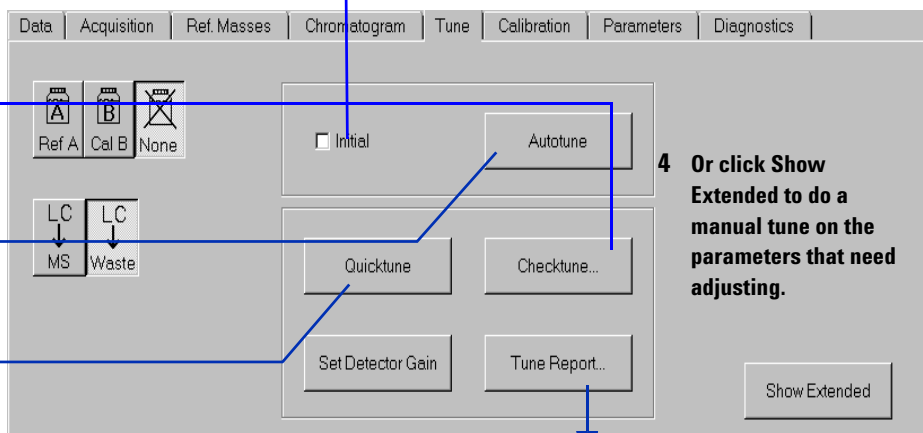 Data Acquisition Ref. Masses Chromatogram Tune Calibration Parameters Diagnostics
A B
Ref A Cal B None
Initial
Autotune
4 Or click Show
Extended to do a
manual tune on the
parameters that need
adjusting.
LC LC
MS Waste
Quicktune
Checktune...
Set Detector Gain
Tune Report...
Show Extended